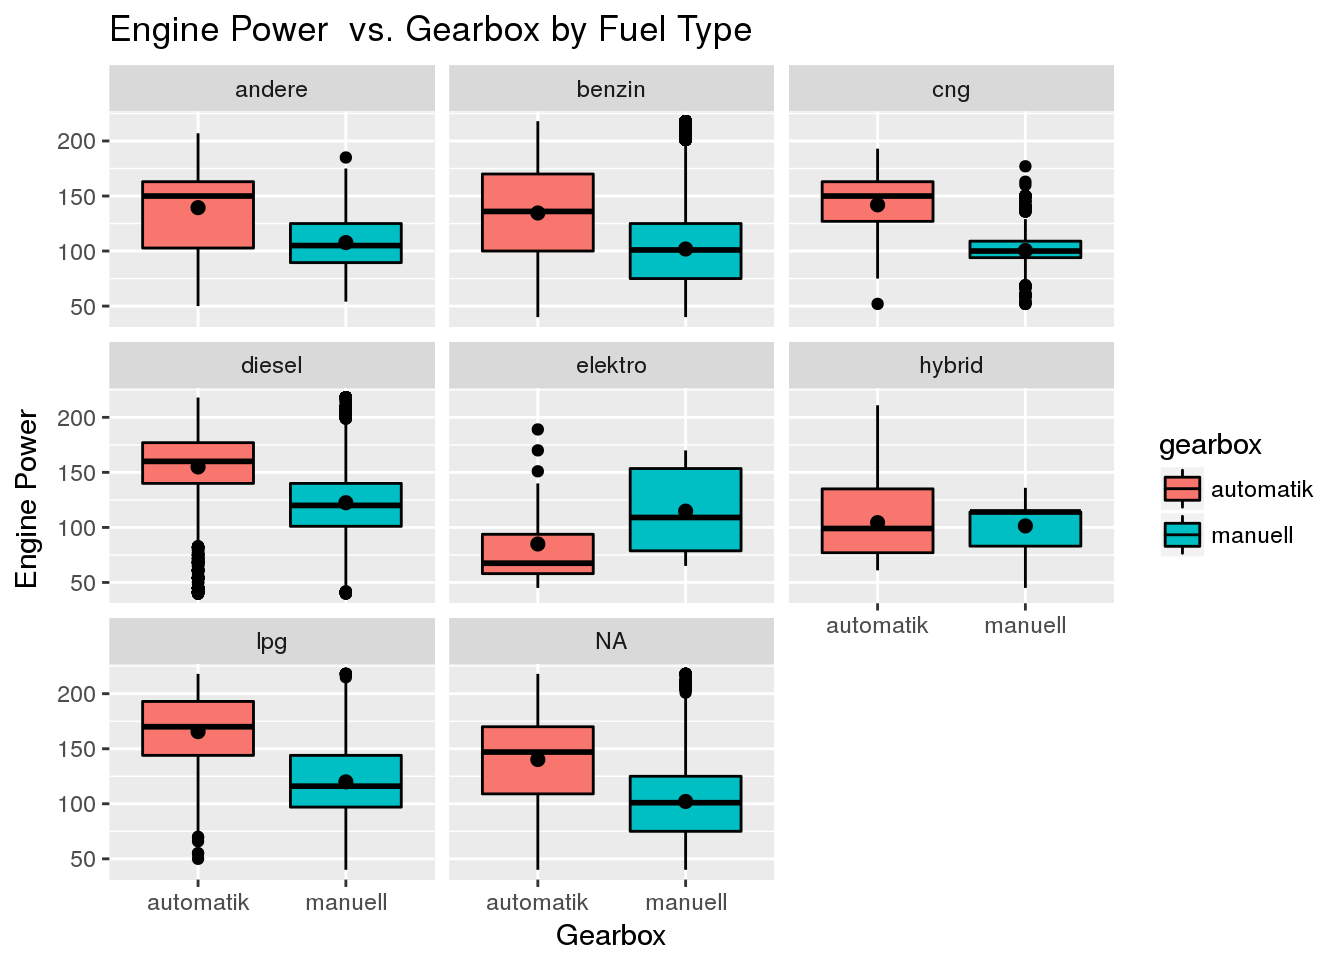 Engine Power  vs. Gearbox by Fuel Type
andere
benzin
cng
200
150
100
50
diesel
elektro
hybrid
200
150
100
50
automatik
manuell
lpg
NA
200
150
100
50
automatik
manuell
automatik
manuell
Gearbox
Engine Power
gearbox
automatik
manuell